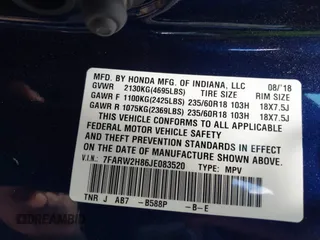 MFD. BY HONDA MFG. OF INDIANA, LLC 08/'18
GVWR 2130KG(4695LBS) TIRE SIZE RIM SIZE
GAWR F 1100KG(2425LBS) 235/60R18 103H 18X7.5J
GAWR R 1075KG(2369LBS) 235/60R18 103H 18X7.5J
THIS VEHICLE CONFORMS TO ALL APPLICABLE
FEDERAL MOTOR VEHICLE SAFETY
AND THEFT PREVENTION STANDARDS IN EFFECT
ON THE DATE OF MANUFACTURE SHOWN ABOVE.
V.I.N.: 7FARW2H86JE083520 TYPE: MPV
TNR J A87 -B588P -B-E